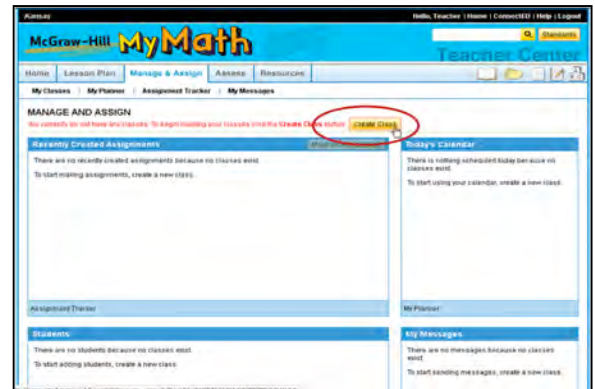 Kansas
Hello, Teacher | Home | ConnectED | Help | Logout
McGraw-Hill My Math
Standards
Teacher Center
Home Lesson Plan Manage & Assign Assess Resources
My Classes My Planner Assignment Tracker My Messages
MANAGE AND ASSIGN
You currently do not have any classes. To begin building your classes click the Create Class button. Create Class
Recently Created Assignments
Today's Calendar
There are no recently created assignments because no classes exist.
To start making assignments, create a new class.
There is nothing scheduled today because no
classes exist.
To start using your calendar, create a new class.
Assignment Tracker
My Planner
Students
My Messages
There are no students because no classes exist.
To start adding students, create a new class.
There are no messages because no classes
exist.
To start sending messages, create a new class.